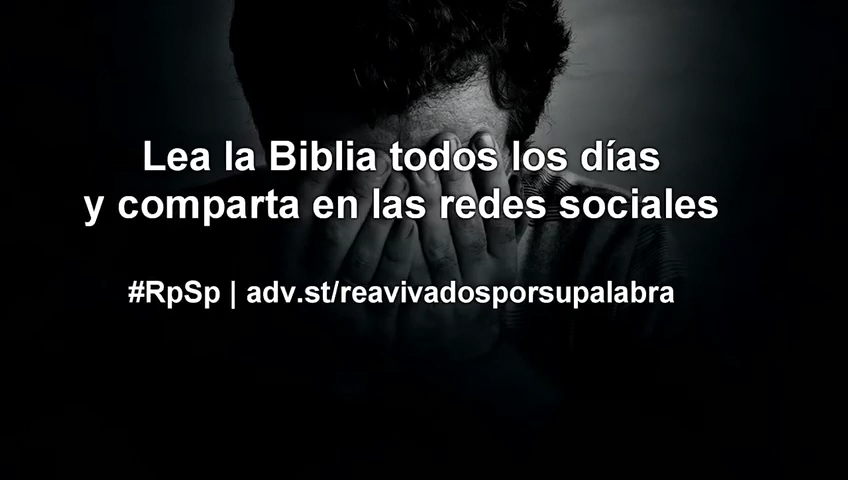 Lea la Biblia todos los días
y comparta en las redes sociales
#RpSp | adv.st/reavivadosporsupalabra